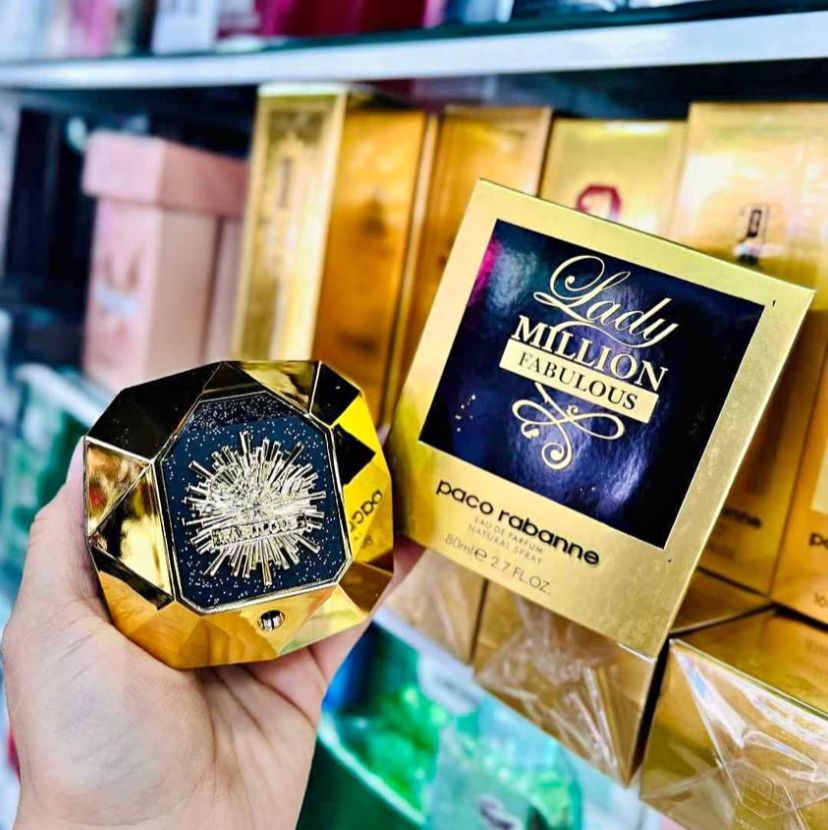 Lady
MILLION
FABULOUS
paco rabanne
EAU DE PARFUM
NATURAL SPRAY
80ml e 2.7 FL.OZ.
FABULOUS